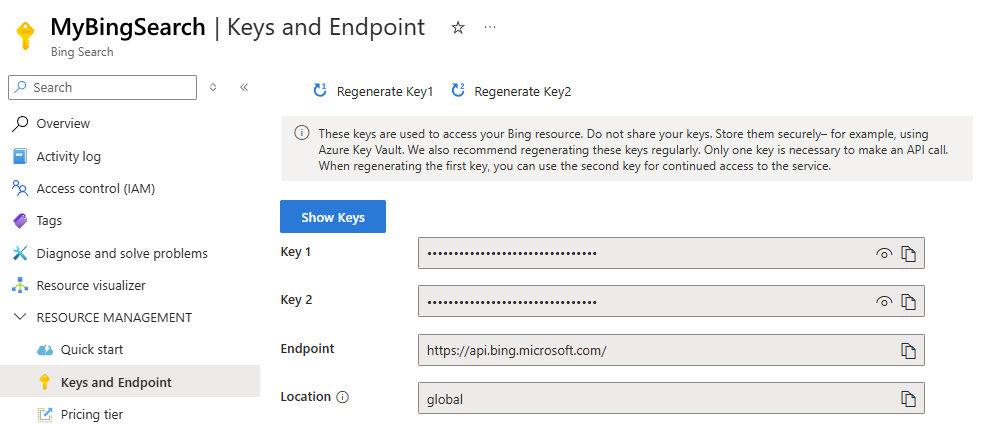 MyBingSearch | Keys and Endpoint
Bing Search
Search
Overview
Activity log
Access control (IAM)
Tags
Diagnose and solve problems
Resource visualizer
RESOURCE MANAGEMENT
Quick start
Keys and Endpoint
Pricing tier
Regenerate Key1
Regenerate Key2
These keys are used to access your Bing resource. Do not share your keys. Store them securely– for example, using
Azure Key Vault. We also recommend regenerating these keys regularly. Only one key is necessary to make an API call.
When regenerating the first key, you can use the second key for continued access to the service.
Show Keys
Key 1
••••••••••••••••••••••••••••••••
Key 2
••••••••••••••••••••••••••••••••
Endpoint
https://api.bing.microsoft.com/
Location
global